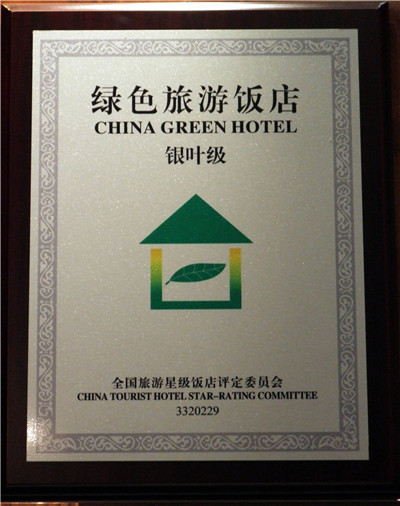 绿色旅游饭店
CHINA GREEN HOTEL
银叶级
全国旅游星级饭店评定委员会
CHINA TOURIST HOTEL STAR-RATING COMMITTEE
3320229